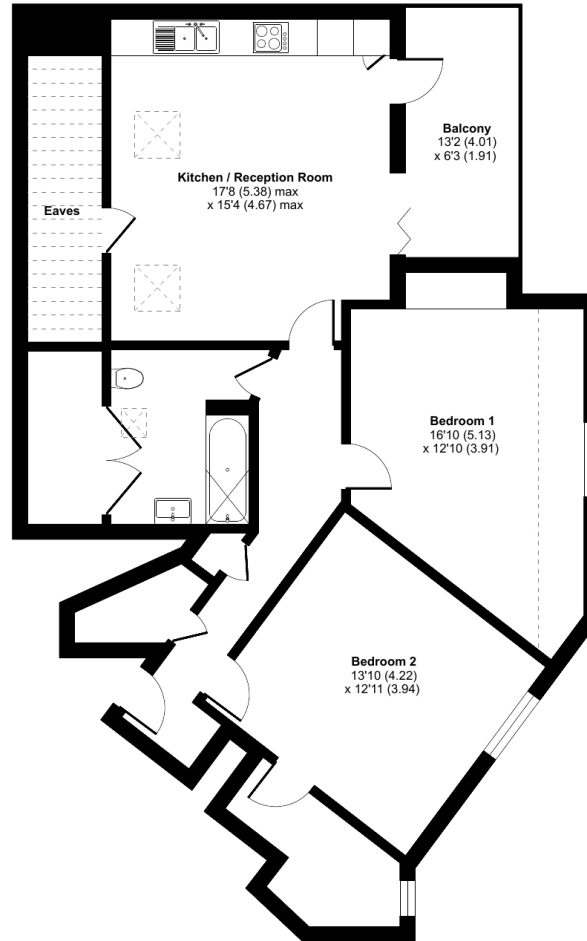 Balcony
13'2 (4.01)
x 6'3 (1.91)
Kitchen / Reception Room
17'8 (5.38) max
x 15'4 (4.67) max
Eaves
Bedroom 1
16'10 (5.13)
x 12'10 (3.91)
Bedroom 2
13'10 (4.22)
x 12'11 (3.94)